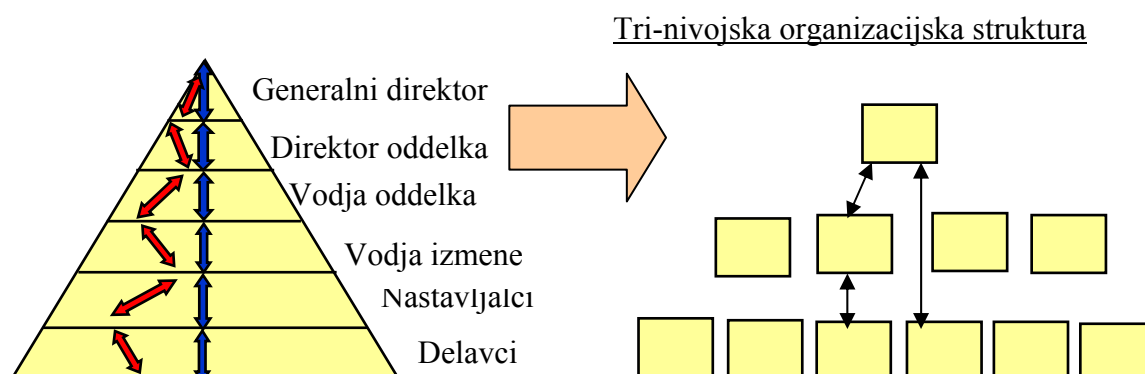 Tri-nivojska organizacijska struktura
Generalni direktor
Direktor oddelka
Vodja oddelka
Vodja izmene
Nastavljalci
Delavci